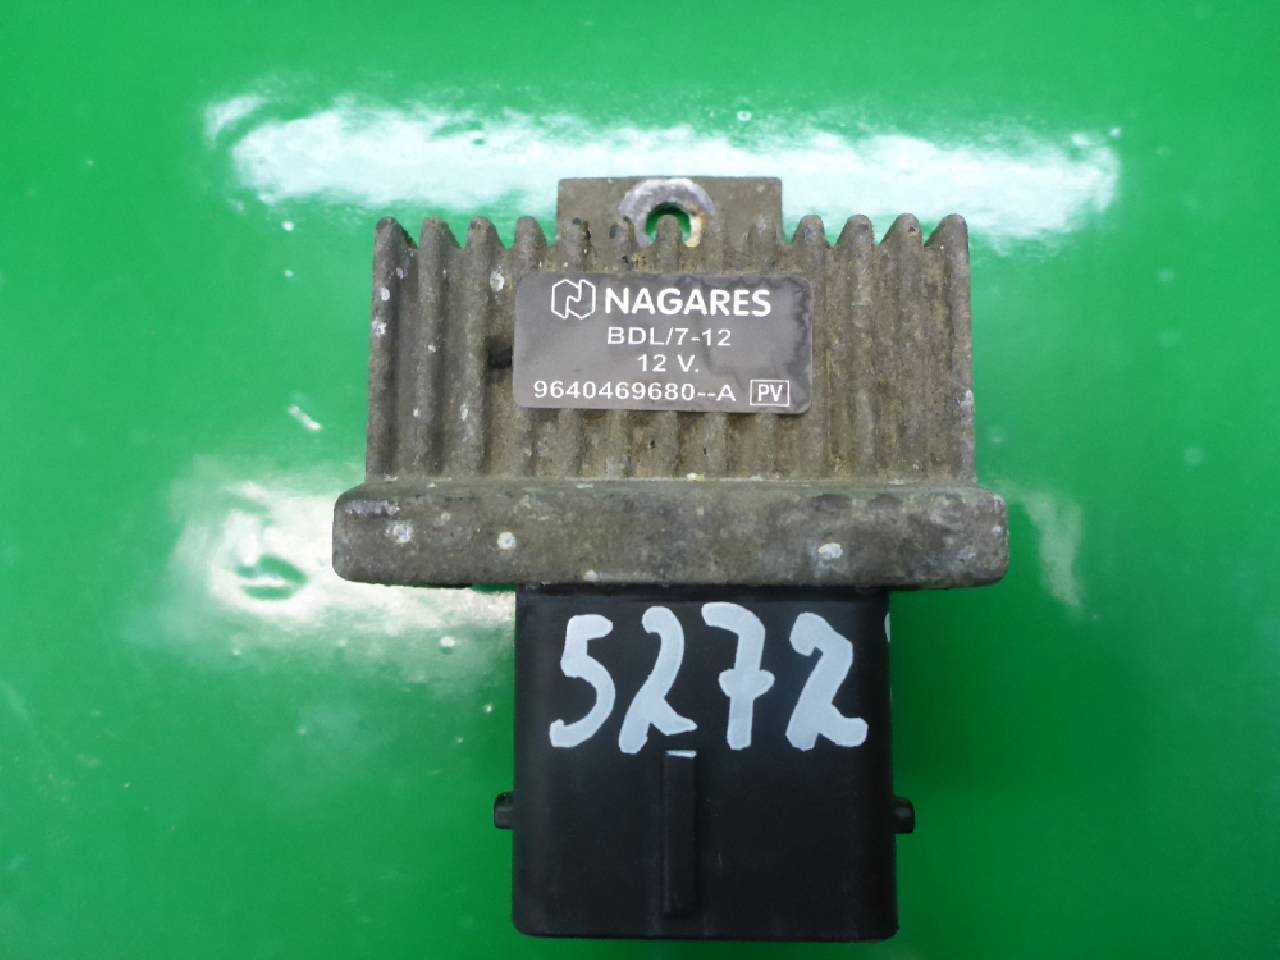 NAGARES
BDL/7-12
12 V.
9640469680--A PV
5272